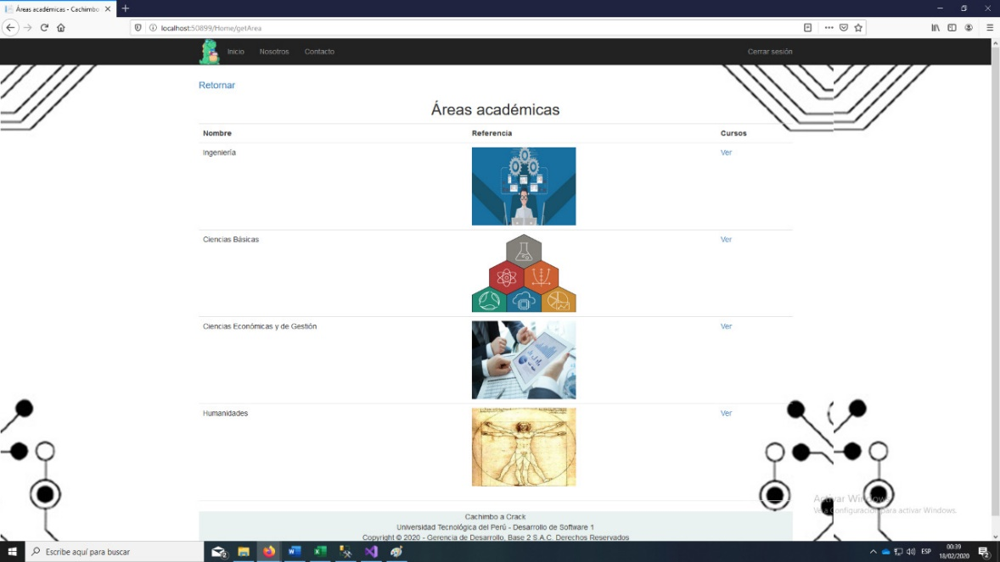 Áreas académicas - Cachimbo
localhost:50899/Home/getArea
Inicio Nosotros Contacto Cerrar sesión
Retornar
Áreas académicas
Nombre Referencia Cursos
Ingeniería Ver
Ciencias Básicas Ver
Ciencias Económicas y de Gestión Ver
Humanidades Ver
Activar Windows
Ve a Configuración para activar Windows.
Cachimbo a Crack
Universidad Tecnológica del Perú - Desarrollo de Software 1
Copyright © 2020 - Gerencia de Desarrollo, Base 2 S.A.C. Derechos Reservados
Escribe aquí para buscar
ESP
00:39
18/02/2020